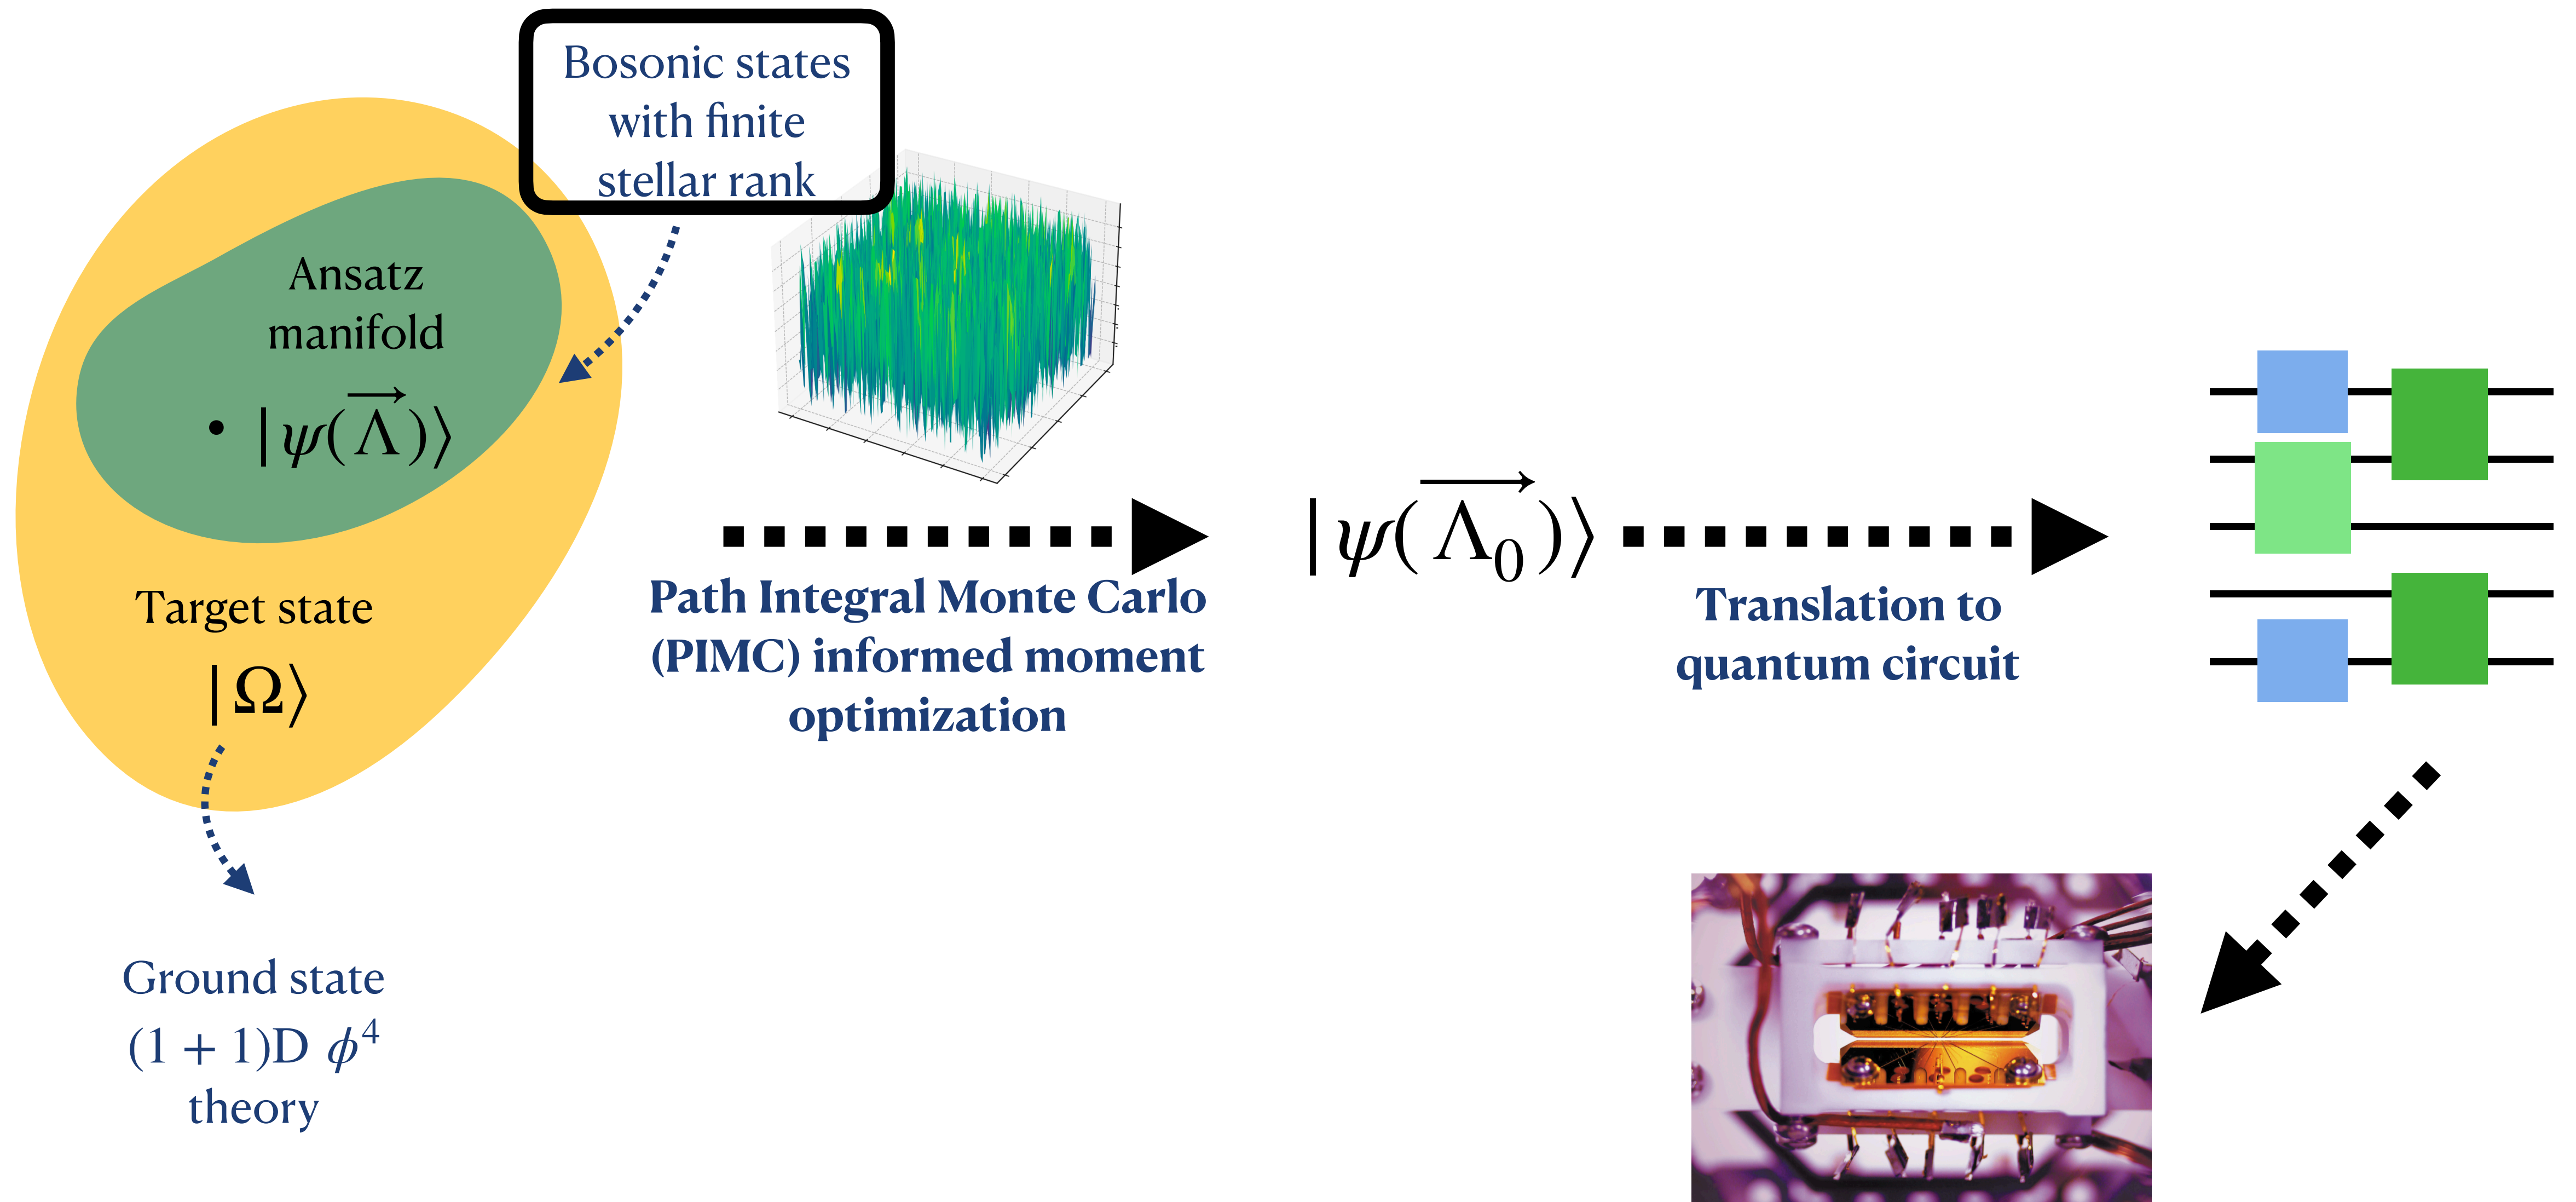 Bosonic states
with finite
stellar rank
Ansatz
manifold
• |ψ(Λ⃗)⟩
Target state
|Ω⟩
Ground state
(1 + 1)D ϕ⁴
theory
Path Integral Monte Carlo
(PIMC) informed moment
optimization
|ψ(Λ⃗₀)⟩
Translation to
quantum circuit